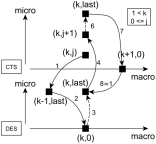 micro
(k,last)
7
1 < k
0 <= j
6
(k,j+1)
(k,j)
(k+1,0)
CTS
macro
1
4
micro
(k,last)
8=1
(k-1,last)
2
3
DES
macro
(k,0)